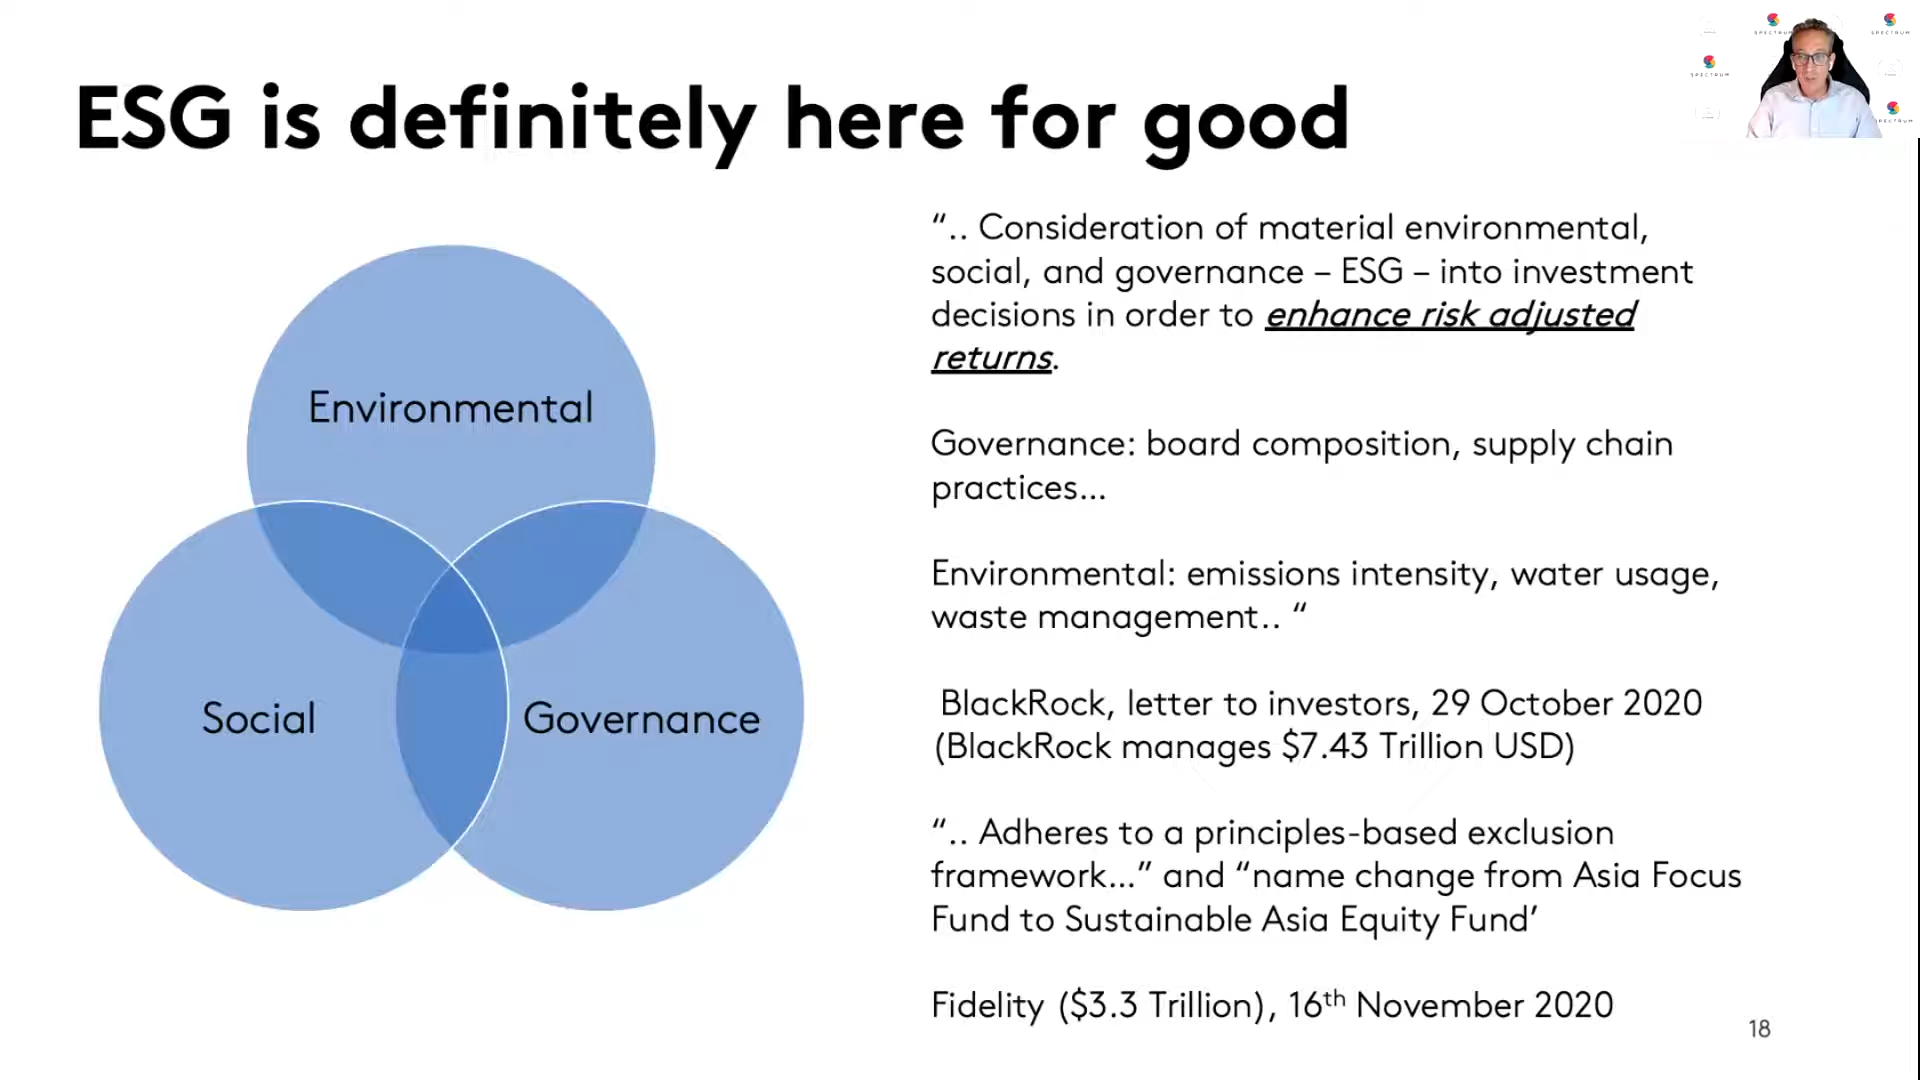 SPECTRUM
SPECTRUM
SPECTRUM
SPECTRUM
ESG is definitely here for good
“.. Consideration of material environmental,
social, and governance – ESG – into investment
decisions in order to enhance risk adjusted
returns.
Governance: board composition, supply chain
practices...
Environmental: emissions intensity, water usage,
waste management.. “
BlackRock, letter to investors, 29 October 2020
(BlackRock manages $7.43 Trillion USD)
“.. Adheres to a principles-based exclusion
framework...” and “name change from Asia Focus
Fund to Sustainable Asia Equity Fund’
Fidelity ($3.3 Trillion), 16th November 2020
Environmental
Social
Governance
18